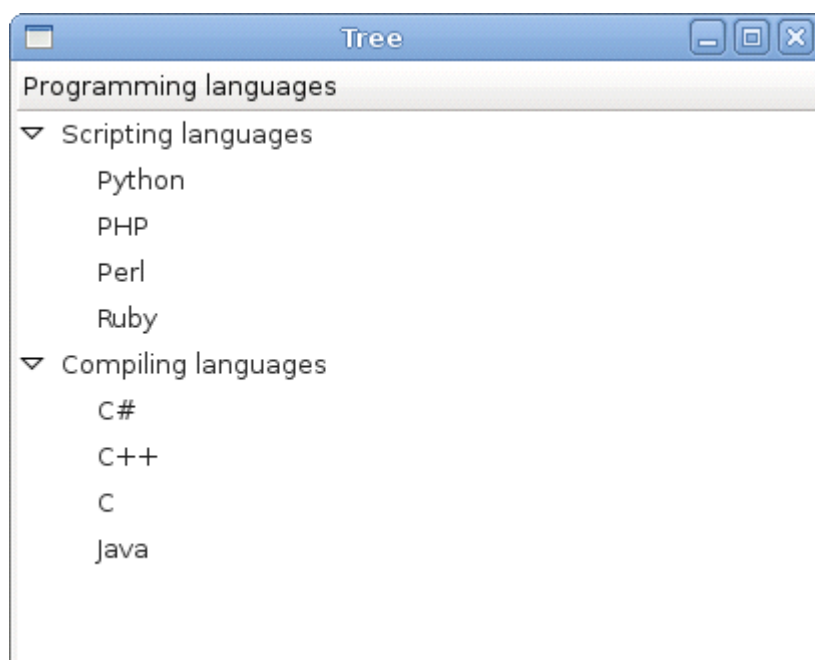 Tree
Programming languages
Scripting languages
Python
PHP
Perl
Ruby
Compiling languages
C#
C++
C
Java